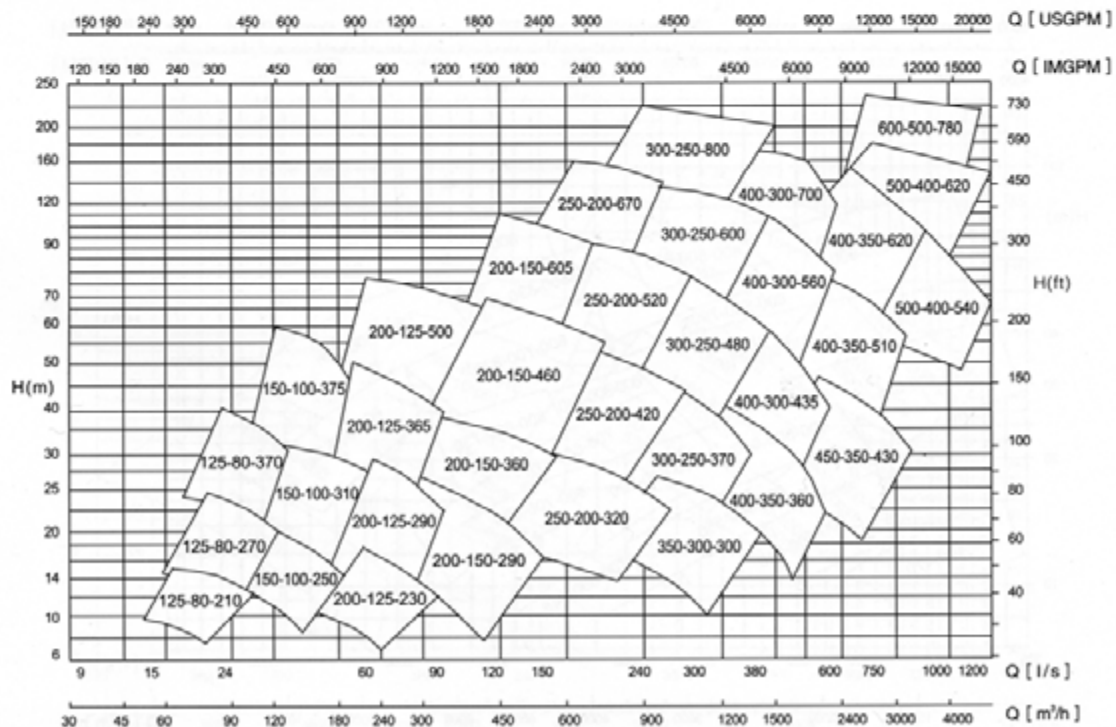 150 180 240 300 450 600 900 1200 1800 2400 3000 4500 6000 9000 12000 15000 20000 Q [ USGPM ]
120 150 180 240 300 450 600 900 1200 1500 1800 2400 3000 4500 6000 9000 12000 15000 Q [ IMGPM ]
250 730
200 600-500-780 590
300-250-800
160 450
500-400-620
400-300-700
250-200-670
120
300-250-600 400-350-620 300
90
200-150-605 400-300-560 H(ft)
250-200-520
70 500-400-540
60 200-125-500 200
300-250-480 400-350-510
50
200-150-460 150
H(m) 150-100-375 400-300-435
40
250-200-420
200-125-365 100
30 125-80-370 200-150-360 300-250-370 450-350-430
25 150-100-310 80
400-350-360
200-125-290 250-200-320
20
125-80-270 350-300-300 60
200-150-290
14 150-100-250
125-80-210 200-125-230 40
10
6
9 15 24 60 90 120 150 240 300 380 600 750 1000 1200 Q [ l/s ]
30 45 60 90 120 180 240 300 450 600 900 1200 1500 2400 3000 4000 Q [ m³/h ]